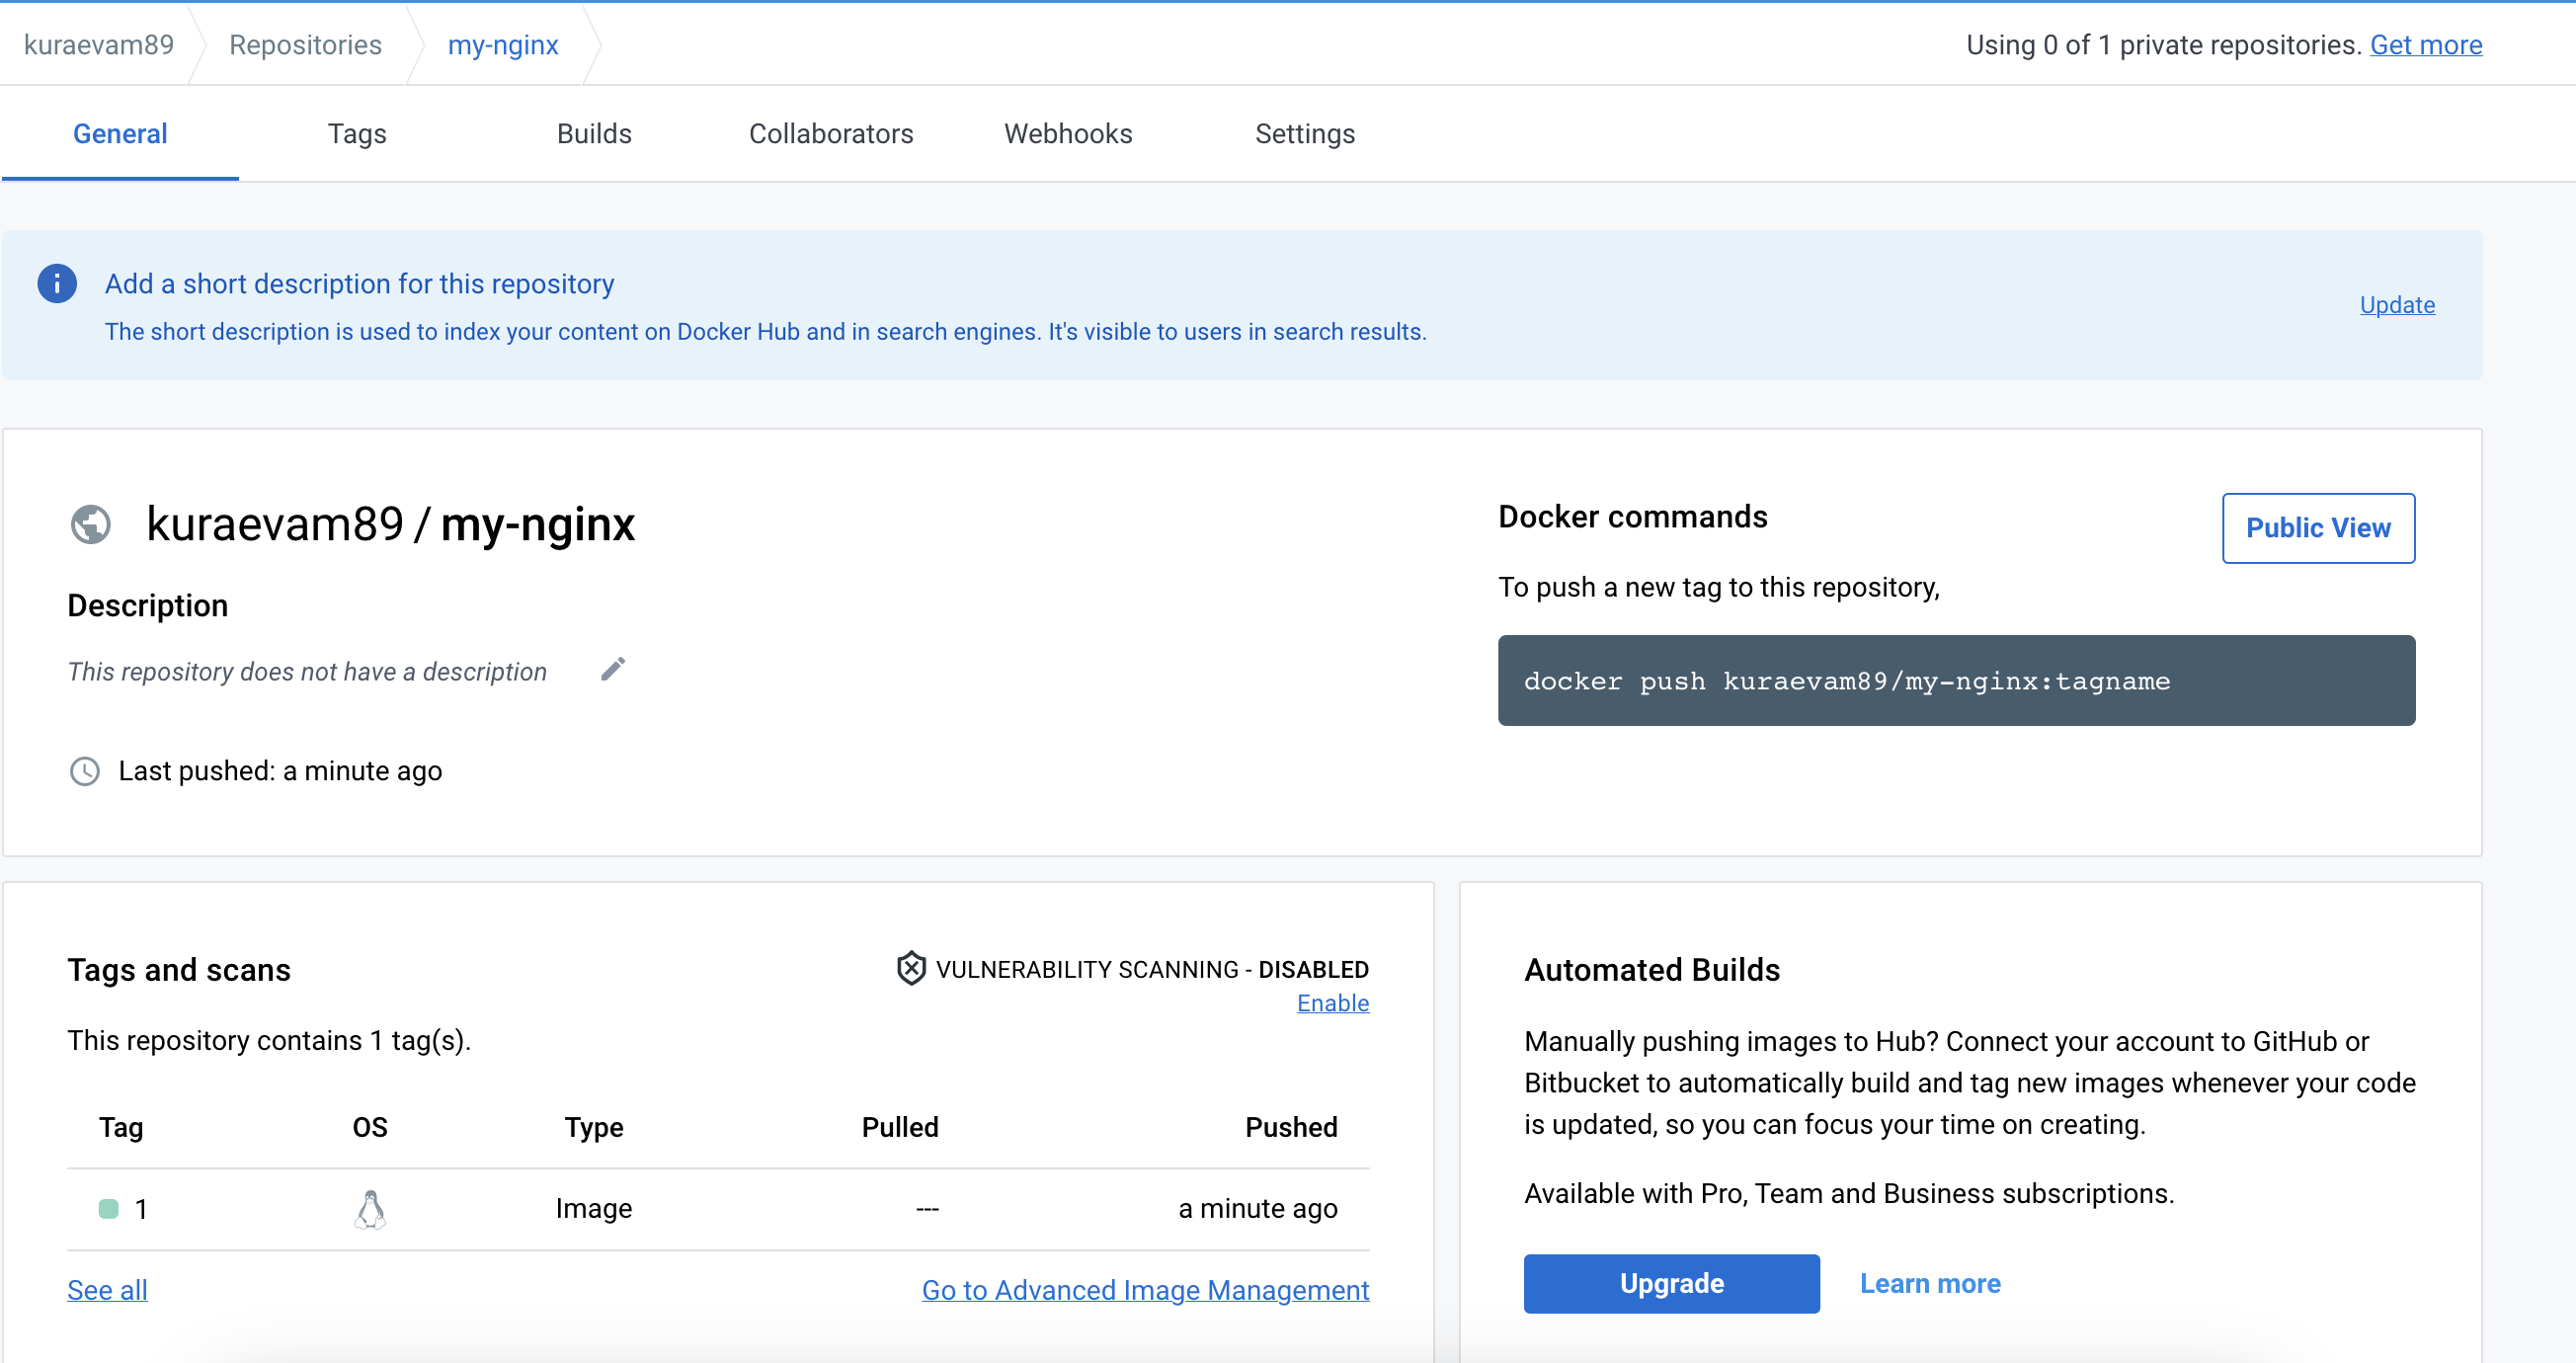 kuraevam89
Repositories
my-nginx
Using 0 of 1 private repositories. Get more
General
Tags
Builds
Collaborators
Webhooks
Settings
Add a short description for this repository
The short description is used to index your content on Docker Hub and in search engines. It's visible to users in search results.
Update
kuraevam89 / my-nginx
Description
This repository does not have a description
Last pushed: a minute ago
Docker commands
Public View
To push a new tag to this repository,
docker push kuraevam89/my-nginx:tagname
Tags and scans
VULNERABILITY SCANNING - DISABLED
Enable
This repository contains 1 tag(s).
Tag OS Type Pulled Pushed
1 Image --- a minute ago
See all
Go to Advanced Image Management
Automated Builds
Manually pushing images to Hub? Connect your account to GitHub or
Bitbucket to automatically build and tag new images whenever your code
is updated, so you can focus your time on creating.
Available with Pro, Team and Business subscriptions.
Upgrade
Learn more